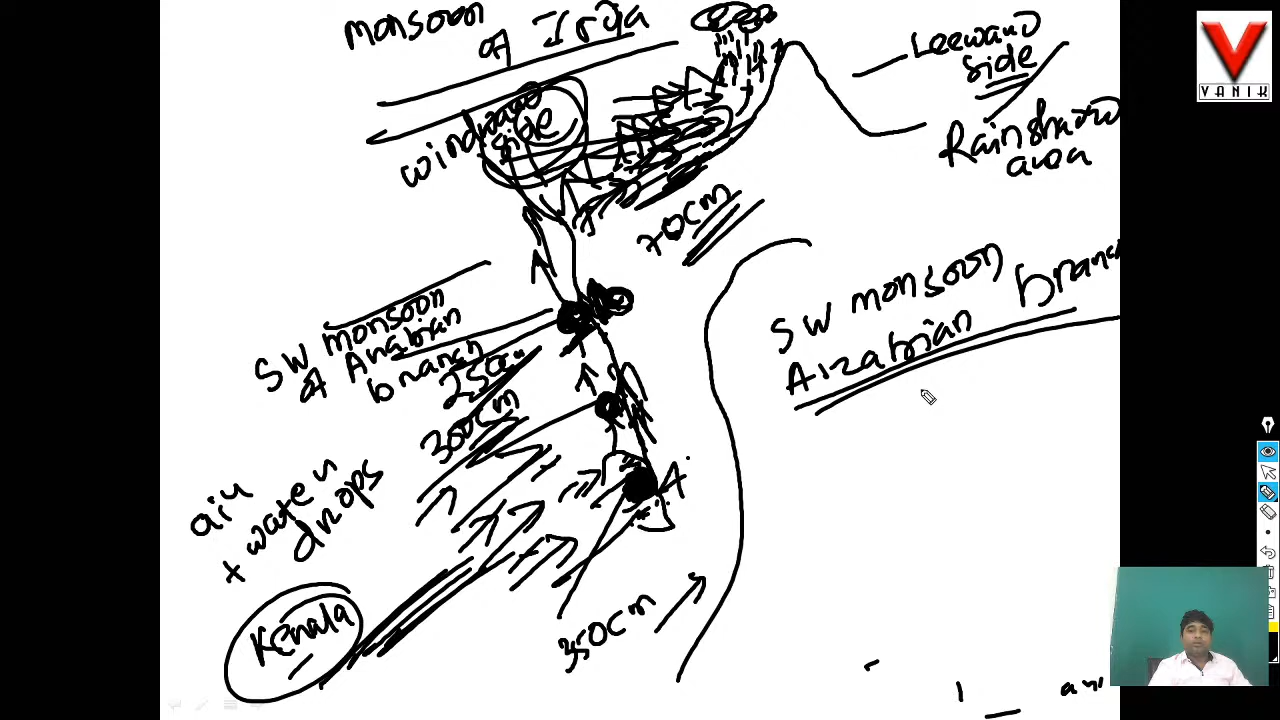 monsoon
of India
VANIK
Leeward
side
windward
side
Rainshadow
area
70cm
SW monsoon
Arabian branc
SW monsoon
of Arabian
branch
250cm
300cm
air
+ water
drops
Kerala
350cm